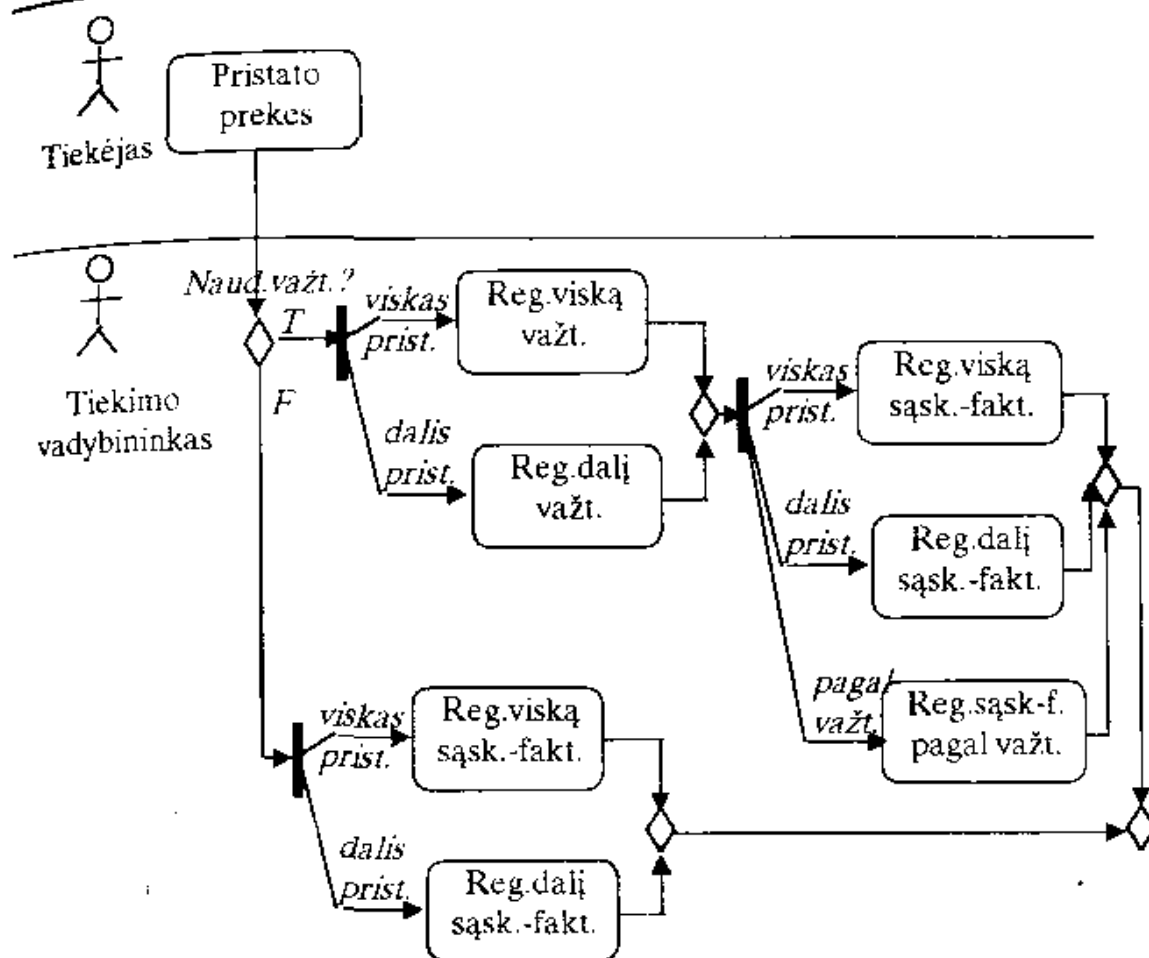 Pristato
prekes
Tiekėjas
Naud.važt.?
T
F
Tiekimo
vadybininkas
viskas
prist.
Reg.viską
važt.
dalis
prist.
Reg.dalį
važt.
viskas
prist.
Reg.viską
sąsk.-fakt.
dalis
prist.
Reg.dalį
sąsk.-fakt.
pagal
važt.
Reg.sąsk-f.
pagal važt.
viskas
prist.
Reg.viską
sąsk.-fakt.
dalis
prist.
Reg.dalį
sąsk.-fakt.